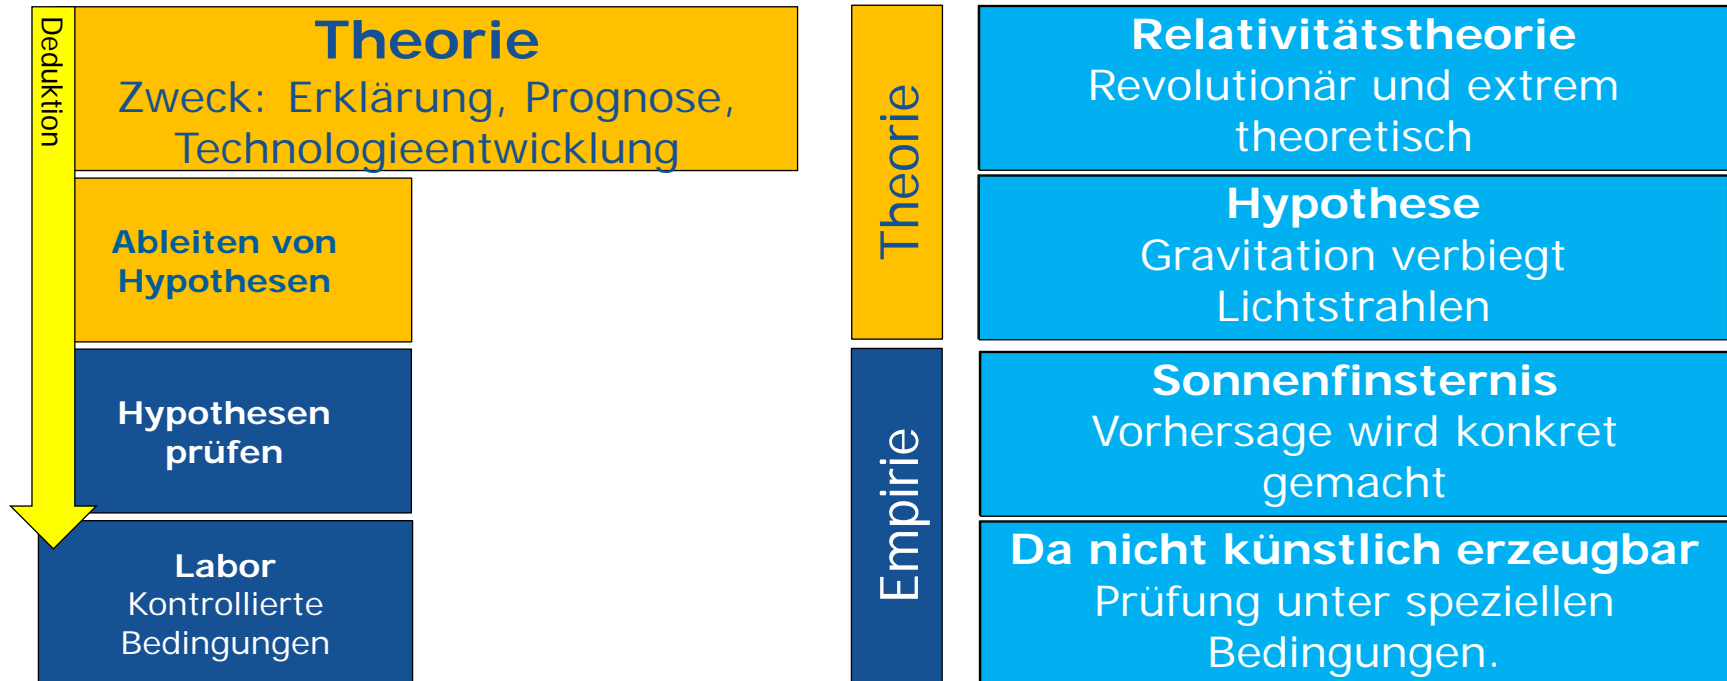 Deduktion
Theorie
Zweck: Erklärung, Prognose,
Technologieentwicklung
Ableiten von
Hypothesen
Hypothesen
prüfen
Labor
Kontrollierte
Bedingungen
Theorie
Empirie
Relativitätstheorie
Revolutionär und extrem
theoretisch
Hypothese
Gravitation verbiegt
Lichtstrahlen
Sonnenfinsternis
Vorhersage wird konkret
gemacht
Da nicht künstlich erzeugbar
Prüfung unter speziellen
Bedingungen.